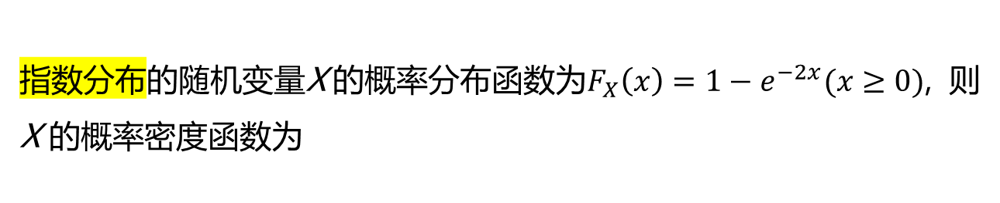 指数分布的随机变量X的概率分布函数为F_X(x) = 1 − e^{−2x}(x ≥ 0), 则
X的概率密度函数为